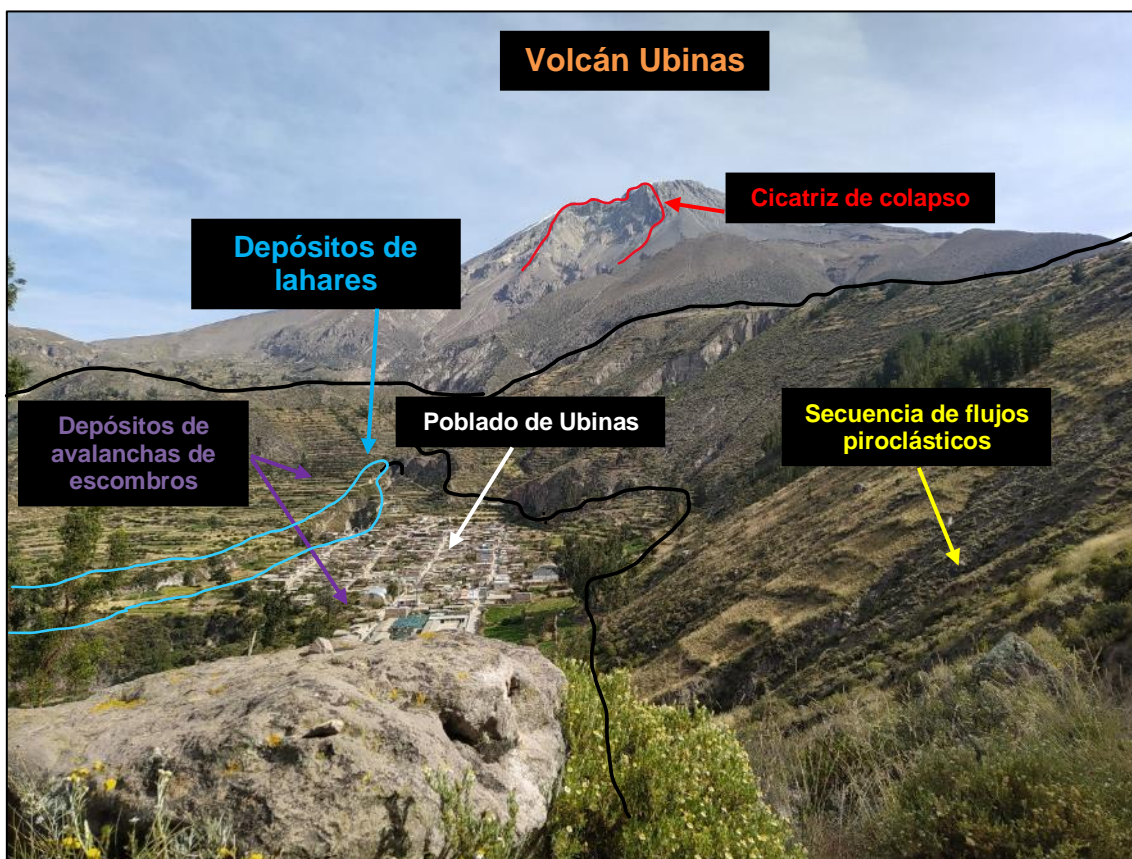 Volcán Ubinas
Cicatriz de colapso
Depósitos de
lahares
Depósitos de
avalanchas de
escombros
Poblado de Ubinas
Secuencia de flujos
piroclásticos